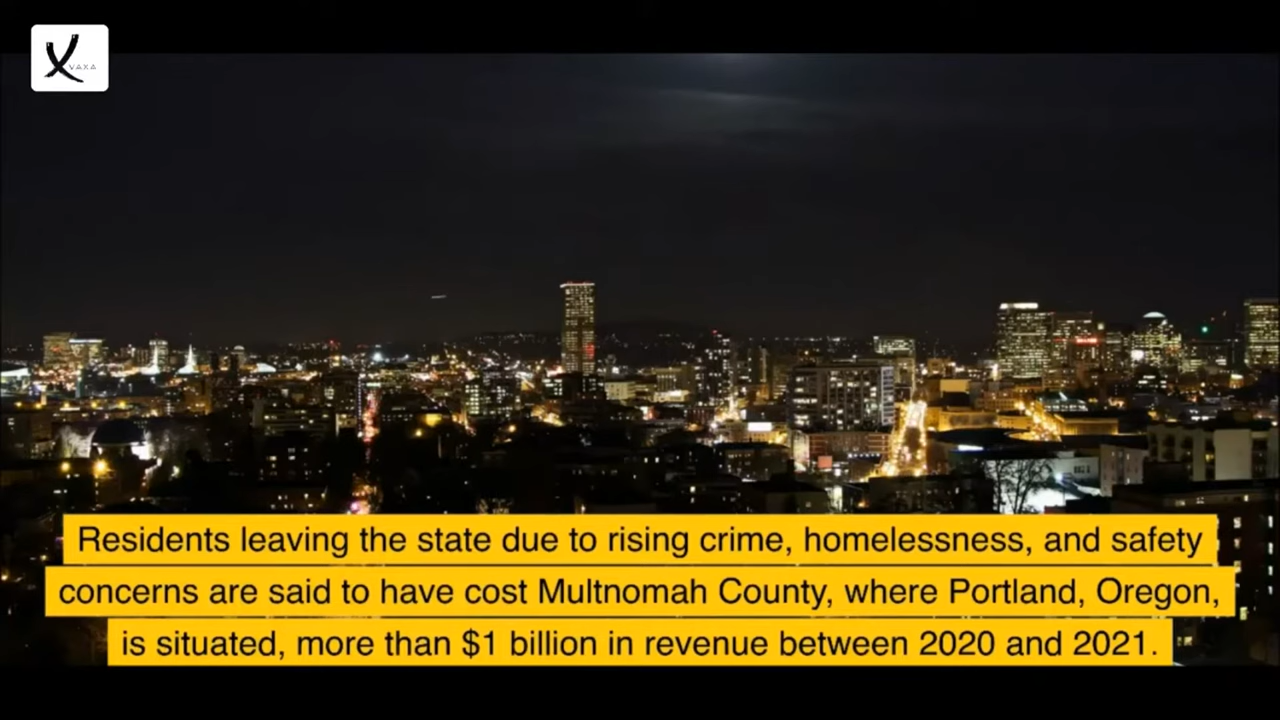 VAXA
Residents leaving the state due to rising crime, homelessness, and safety
concerns are said to have cost Multnomah County, where Portland, Oregon,
is situated, more than $1 billion in revenue between 2020 and 2021.